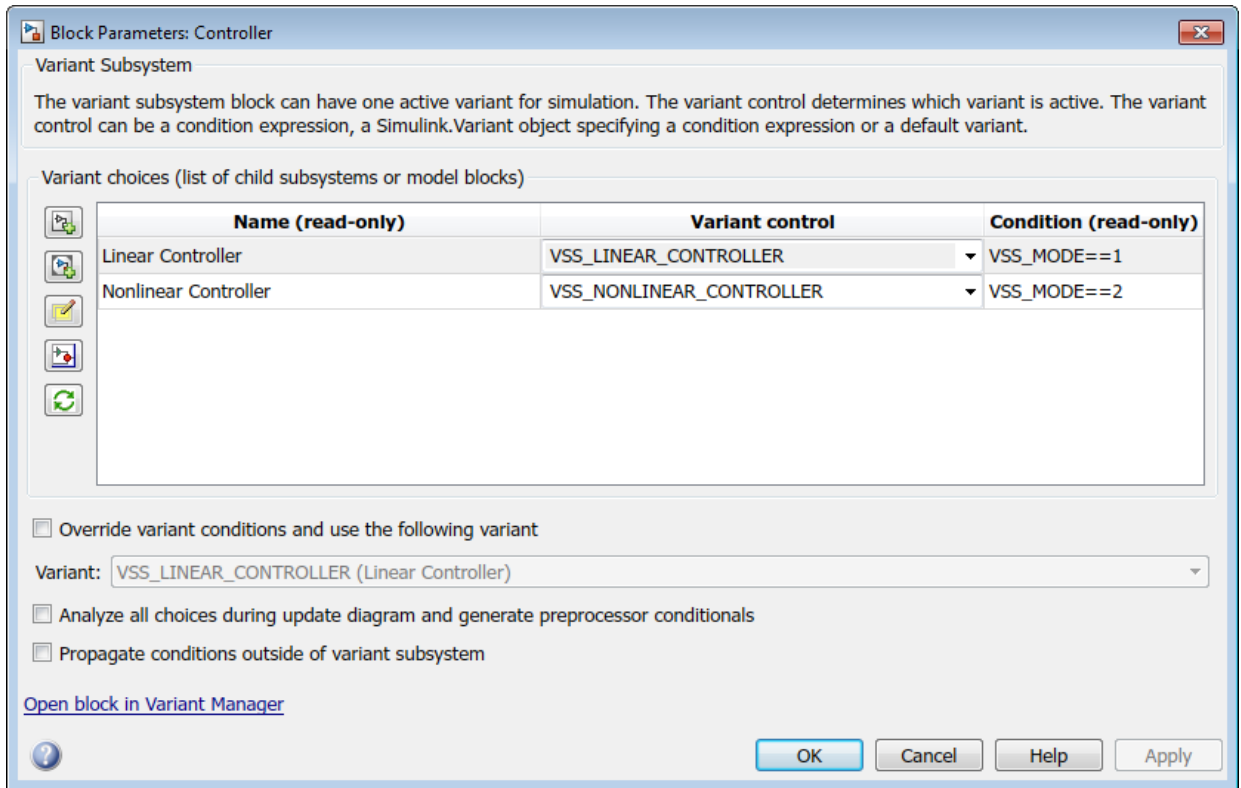 Block Parameters: Controller
Variant Subsystem
The variant subsystem block can have one active variant for simulation. The variant control determines which variant is active. The variant
control can be a condition expression, a Simulink.Variant object specifying a condition expression or a default variant.
Variant choices (list of child subsystems or model blocks)
Name (read-only) Variant control Condition (read-only)
Linear Controller VSS_LINEAR_CONTROLLER VSS_MODE==1
Nonlinear Controller VSS_NONLINEAR_CONTROLLER VSS_MODE==2
Override variant conditions and use the following variant
Variant: VSS_LINEAR_CONTROLLER (Linear Controller)
Analyze all choices during update diagram and generate preprocessor conditionals
Propagate conditions outside of variant subsystem
Open block in Variant Manager
OK Cancel Help Apply